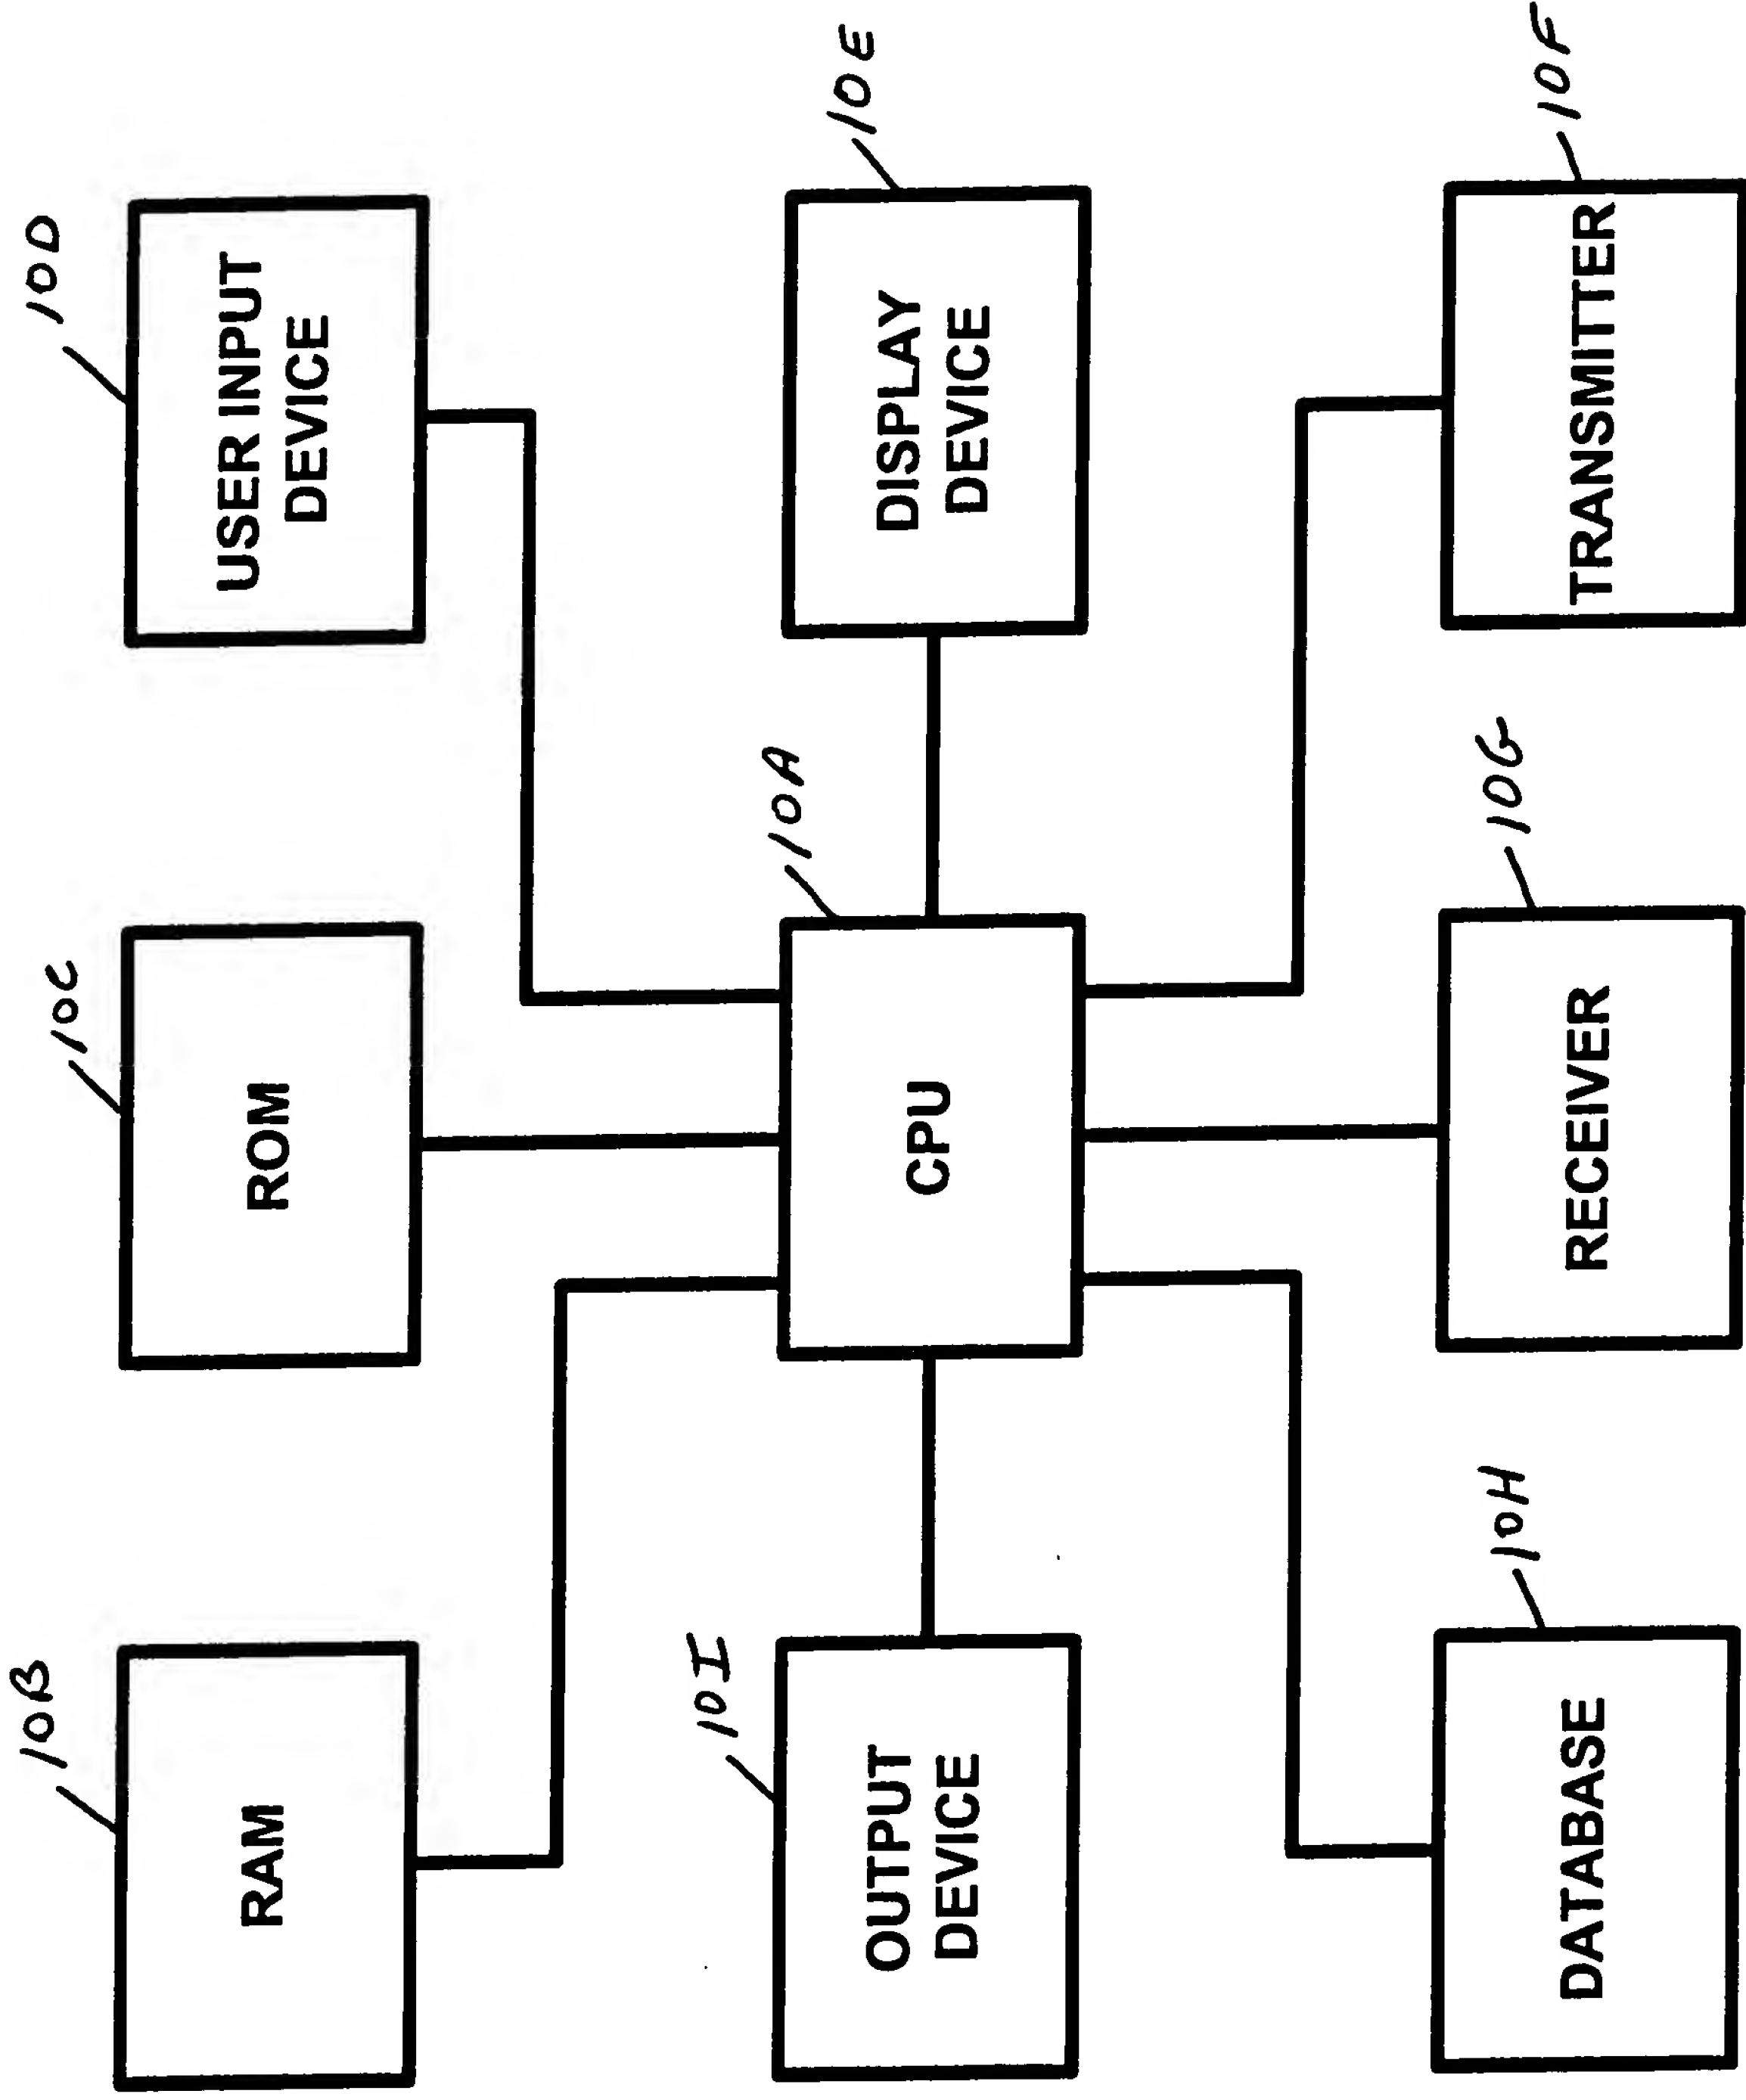 10B
10C
10D
RAM
ROM
USER INPUT
DEVICE
10I
10A
10E
OUTPUT
DEVICE
CPU
DISPLAY
DEVICE
10H
10G
10F
DATABASE
RECEIVER
TRANSMITTER